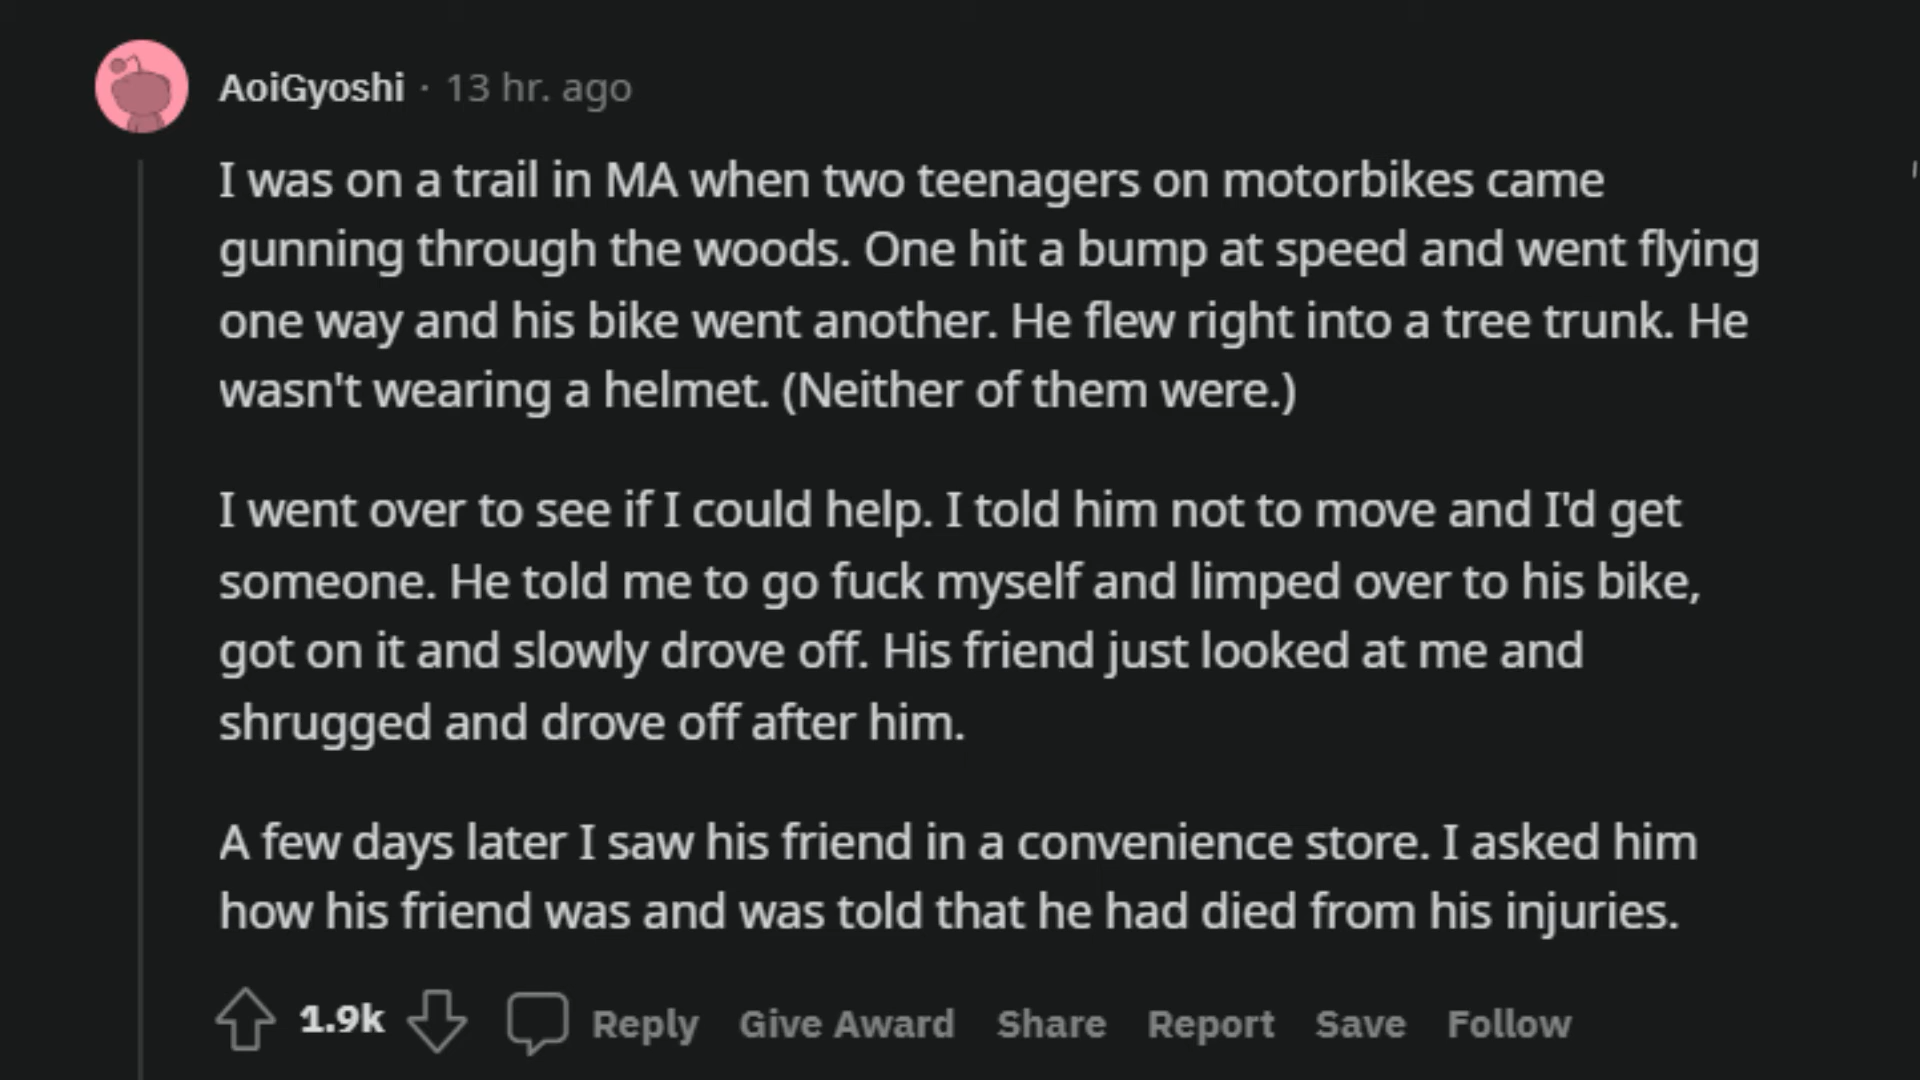 AoiGyoshi · 13 hr. ago
I was on a trail in MA when two teenagers on motorbikes came
gunning through the woods. One hit a bump at speed and went flying
one way and his bike went another. He flew right into a tree trunk. He
wasn't wearing a helmet. (Neither of them were.)
I went over to see if I could help. I told him not to move and I'd get
someone. He told me to go fuck myself and limped over to his bike,
got on it and slowly drove off. His friend just looked at me and
shrugged and drove off after him.
A few days later I saw his friend in a convenience store. I asked him
how his friend was and was told that he had died from his injuries.
1.9k Reply Give Award Share Report Save Follow